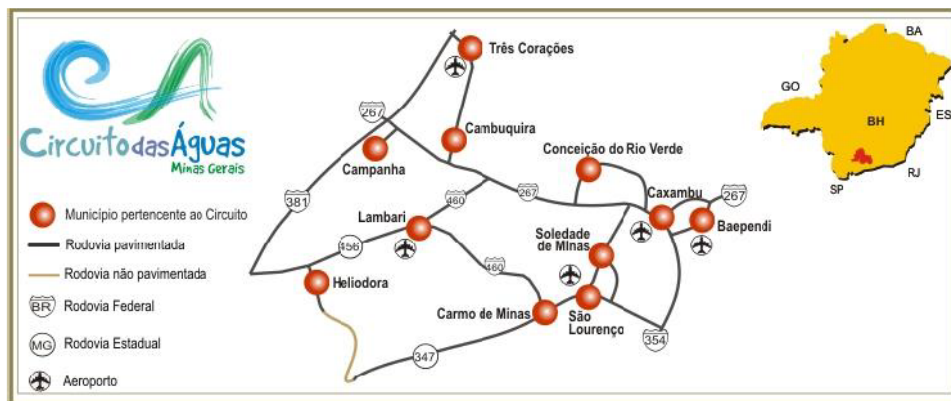 Circuito das Águas
Minas Gerais
Município pertencente ao Circuito
Rodovia pavimentada
Rodovia não pavimentada
BR Rodovia Federal
MG Rodovia Estadual
Aeroporto
Três Corações
267
Cambuquira
Campanha
Conceição do Rio Verde
381
460
267
Caxambu
267
Lambari
Baependi
456
Soledade
de Minas
460
Heliodora
Carmo de Minas
São
Lourenço
354
347
BA
GO
ES
BH
SP
RJ